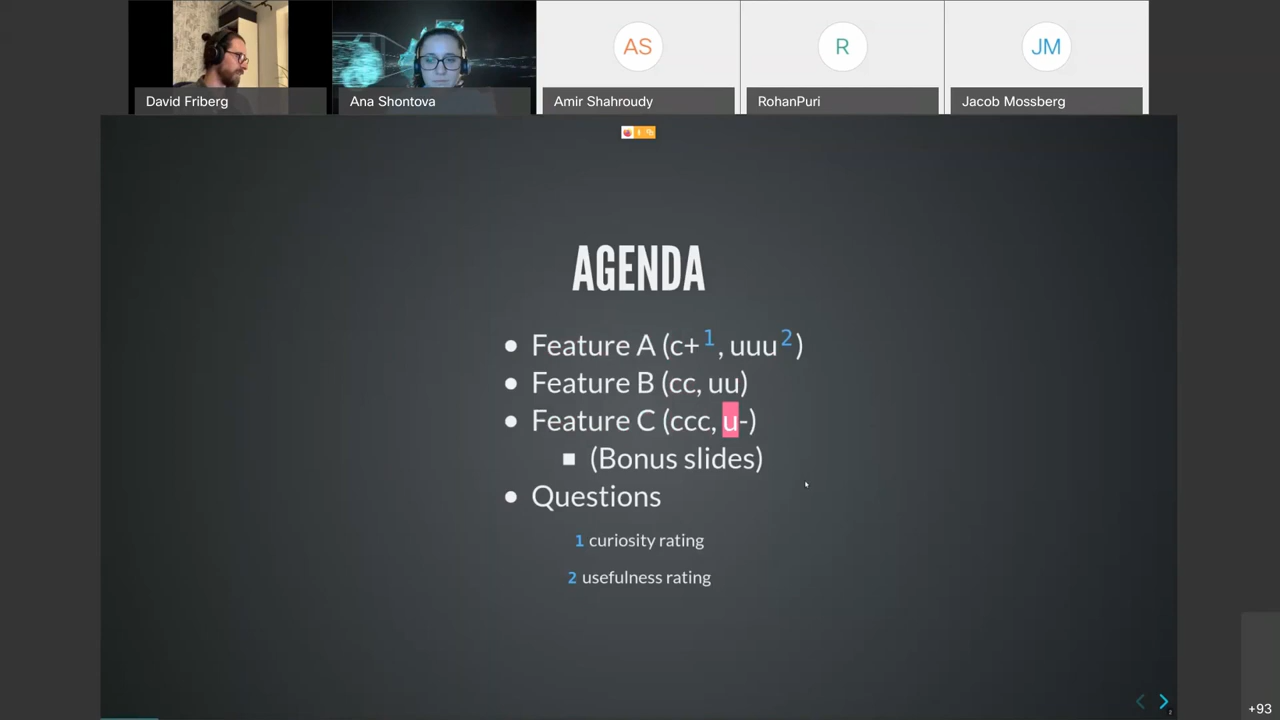 David Friberg
Ana Shontova
AS
Amir Shahroudy
R
RohanPuri
JM
Jacob Mossberg
AGENDA
• Feature A (c+1, uuu2)
• Feature B (cc, uu)
• Feature C (ccc, u-)
▪ (Bonus slides)
• Questions
1 curiosity rating
2 usefulness rating
+93